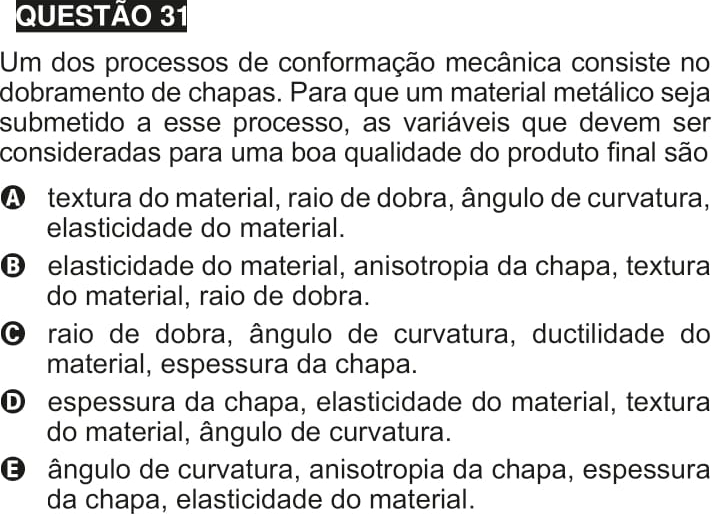 QUESTÃO 31
Um dos processos de conformação mecânica consiste no
dobramento de chapas. Para que um material metálico seja
submetido a esse processo, as variáveis que devem ser
consideradas para uma boa qualidade do produto final são
A textura do material, raio de dobra, ângulo de curvatura,
elasticidade do material.
B elasticidade do material, anisotropia da chapa, textura
do material, raio de dobra.
C raio de dobra, ângulo de curvatura, ductilidade do
material, espessura da chapa.
D espessura da chapa, elasticidade do material, textura
do material, ângulo de curvatura.
E ângulo de curvatura, anisotropia da chapa, espessura
da chapa, elasticidade do material.